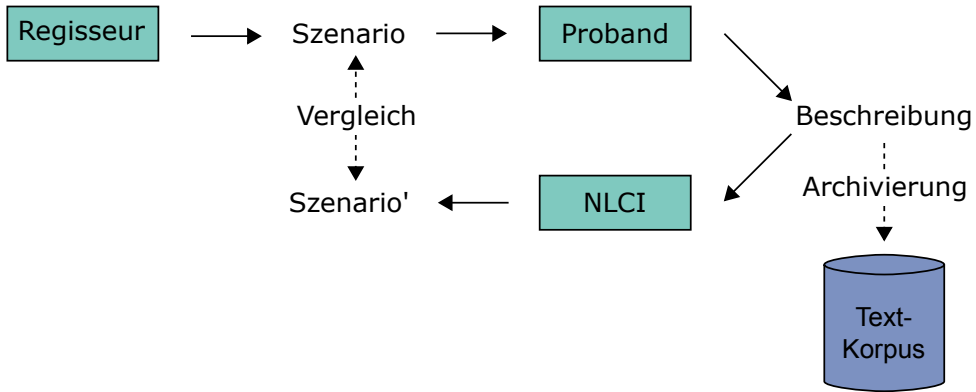 Regisseur
Szenario
Proband
Vergleich
Beschreibung
Szenario'
NLCI
Archivierung
Text-
Korpus